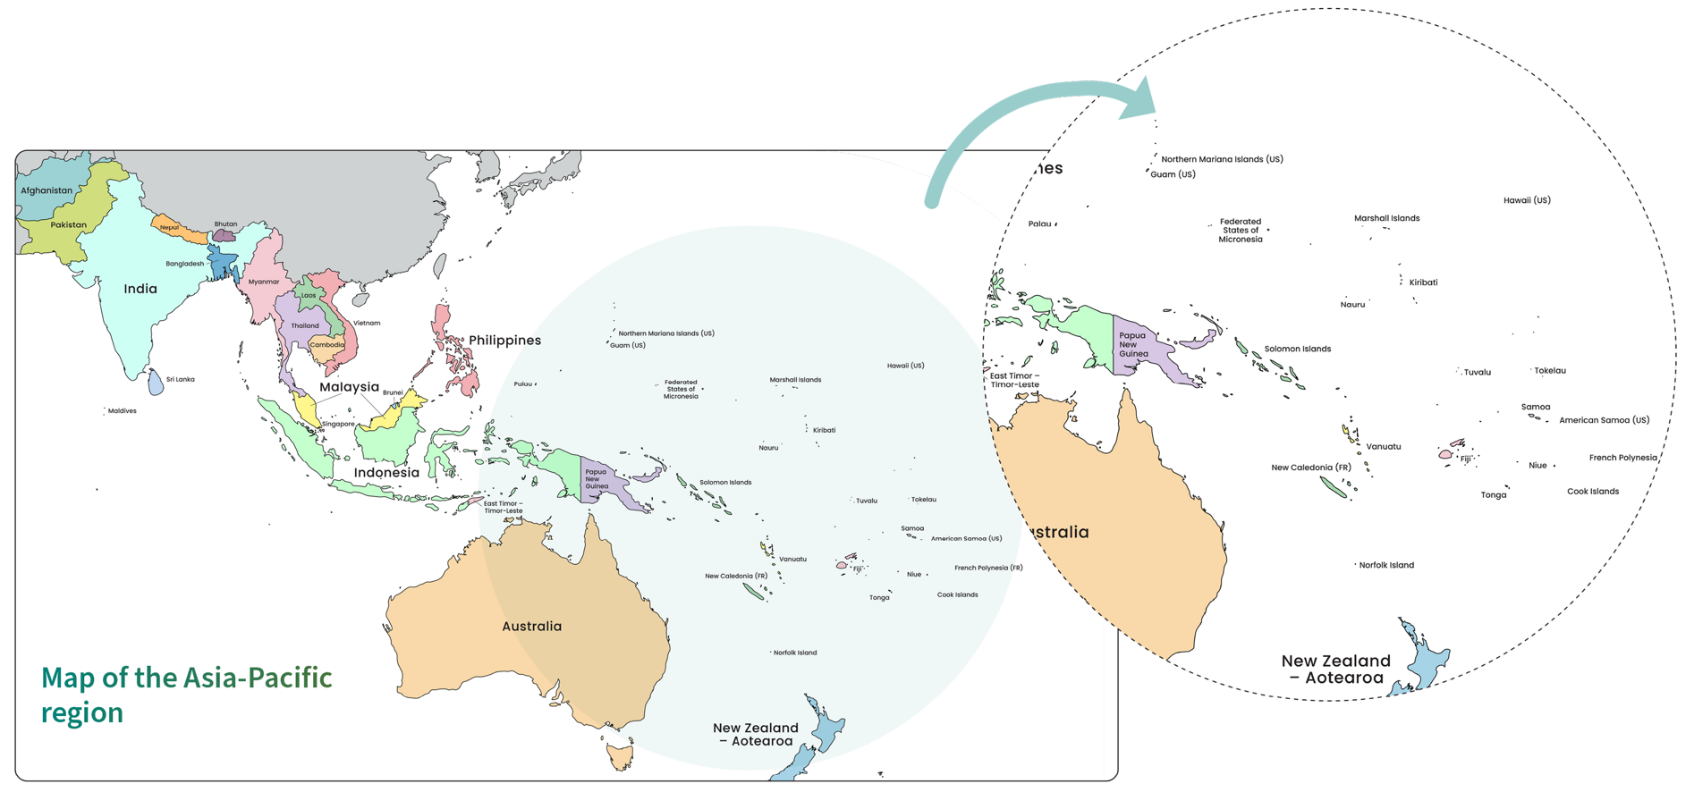 Afghanistan
Pakistan
Nepal
Bhutan
Bangladesh
India
Myanmar
Laos
Thailand
Vietnam
Cambodia
Sri Lanka
Maldives
Philippines
Malaysia
Brunei
Singapore
Indonesia
East Timor –
Timor-Leste
Papua
New
Guinea
Northern Mariana Islands (US)
Guam (US)
Hawaii (US)
Federated
States of
Micronesia
Marshall Islands
Kiribati
Nauru
Solomon Islands
Tuvalu
Tokelau
Samoa
American Samoa (US)
Vanuatu
Fiji
New Caledonia (FR)
Niue
French Polynesia (FR)
Tonga
Cook Islands
Australia
Norfolk Island
New Zealand
– Aotearoa
Map of the Asia-Pacific
region
nes
Northern Mariana Islands (US)
Guam (US)
Hawaii (US)
Palau
Federated
States of
Micronesia
Marshall Islands
Kiribati
Nauru
Papua
New
Guinea
Solomon Islands
East Timor –
Timor-Leste
Tuvalu
Tokelau
Samoa
American Samoa (US)
Vanuatu
Fiji
French Polynesia
New Caledonia (FR)
Niue
Tonga
Cook Islands
ustralia
Norfolk Island
New Zealand
– Aotearoa